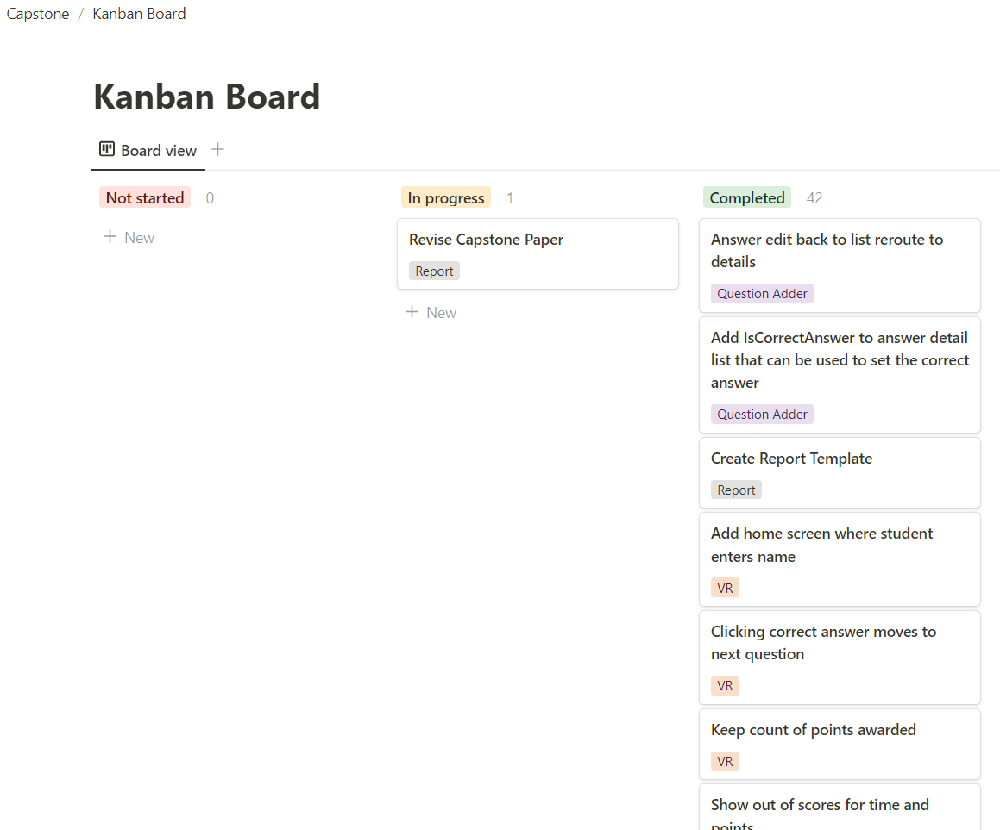 Capstone / Kanban Board
Kanban Board
Board view
Not started 0
+ New
In progress 1
Revise Capstone Paper
Report
+ New
Completed 42
Answer edit back to list reroute to
details
Question Adder
Add IsCorrectAnswer to answer detail
list that can be used to set the correct
answer
Question Adder
Create Report Template
Report
Add home screen where student
enters name
VR
Clicking correct answer moves to
next question
VR
Keep count of points awarded
VR
Show out of scores for time and
points